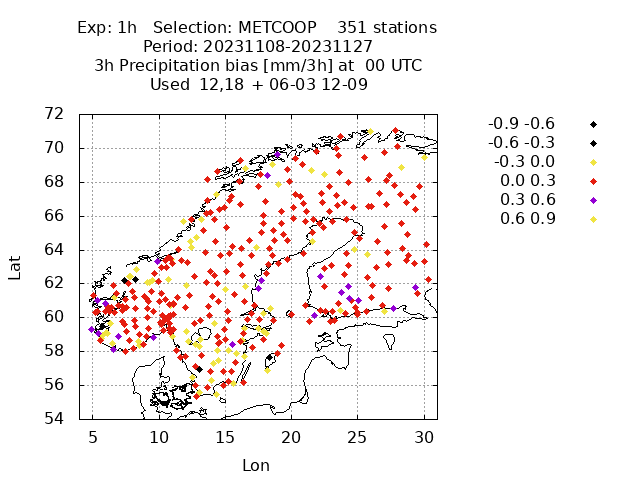 Exp: 1h   Selection: METCOOP    351 stations
Period: 20231108-20231127
3h Precipitation bias [mm/3h] at  00 UTC
Used 12,18 + 06-03 12-09
-0.9 -0.6
-0.6 -0.3
-0.3 0.0
0.0 0.3
0.3 0.6
0.6 0.9
72
70
68
66
64
62
60
58
56
54
Lat
5 10 15 20 25 30
Lon